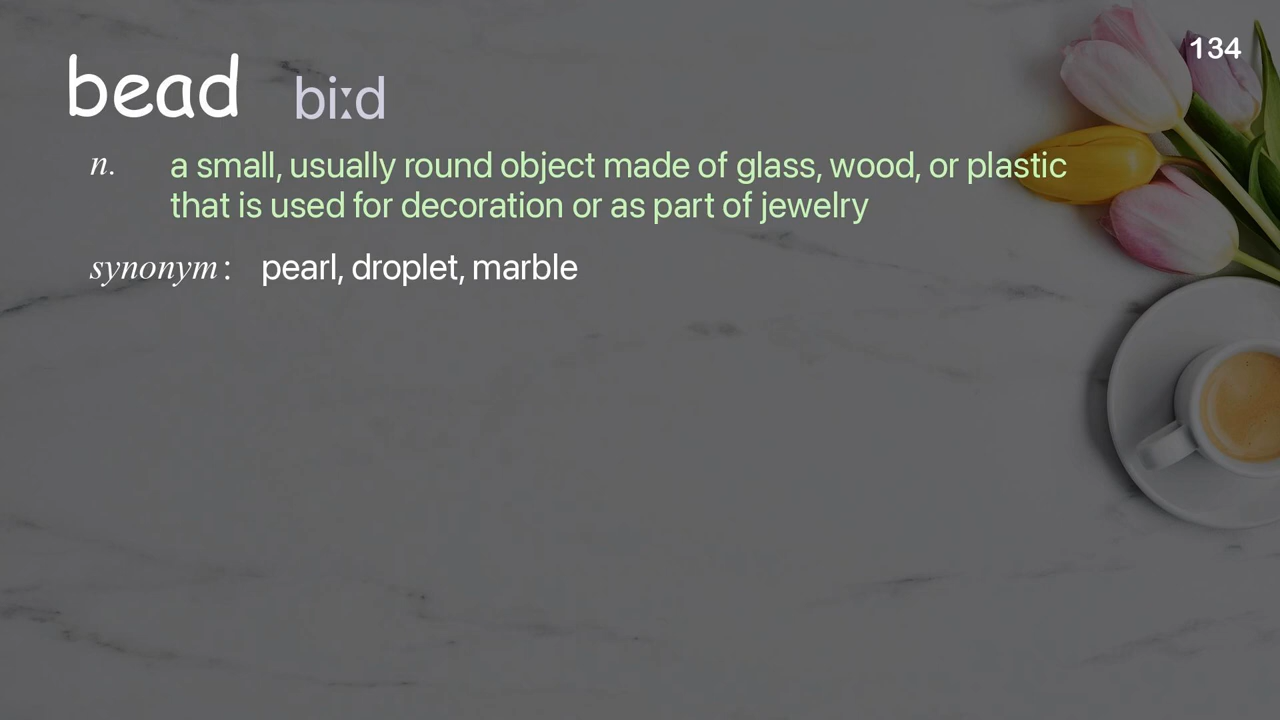 134
bead biːd
n. a small, usually round object made of glass, wood, or plastic
that is used for decoration or as part of jewelry
synonym: pearl, droplet, marble